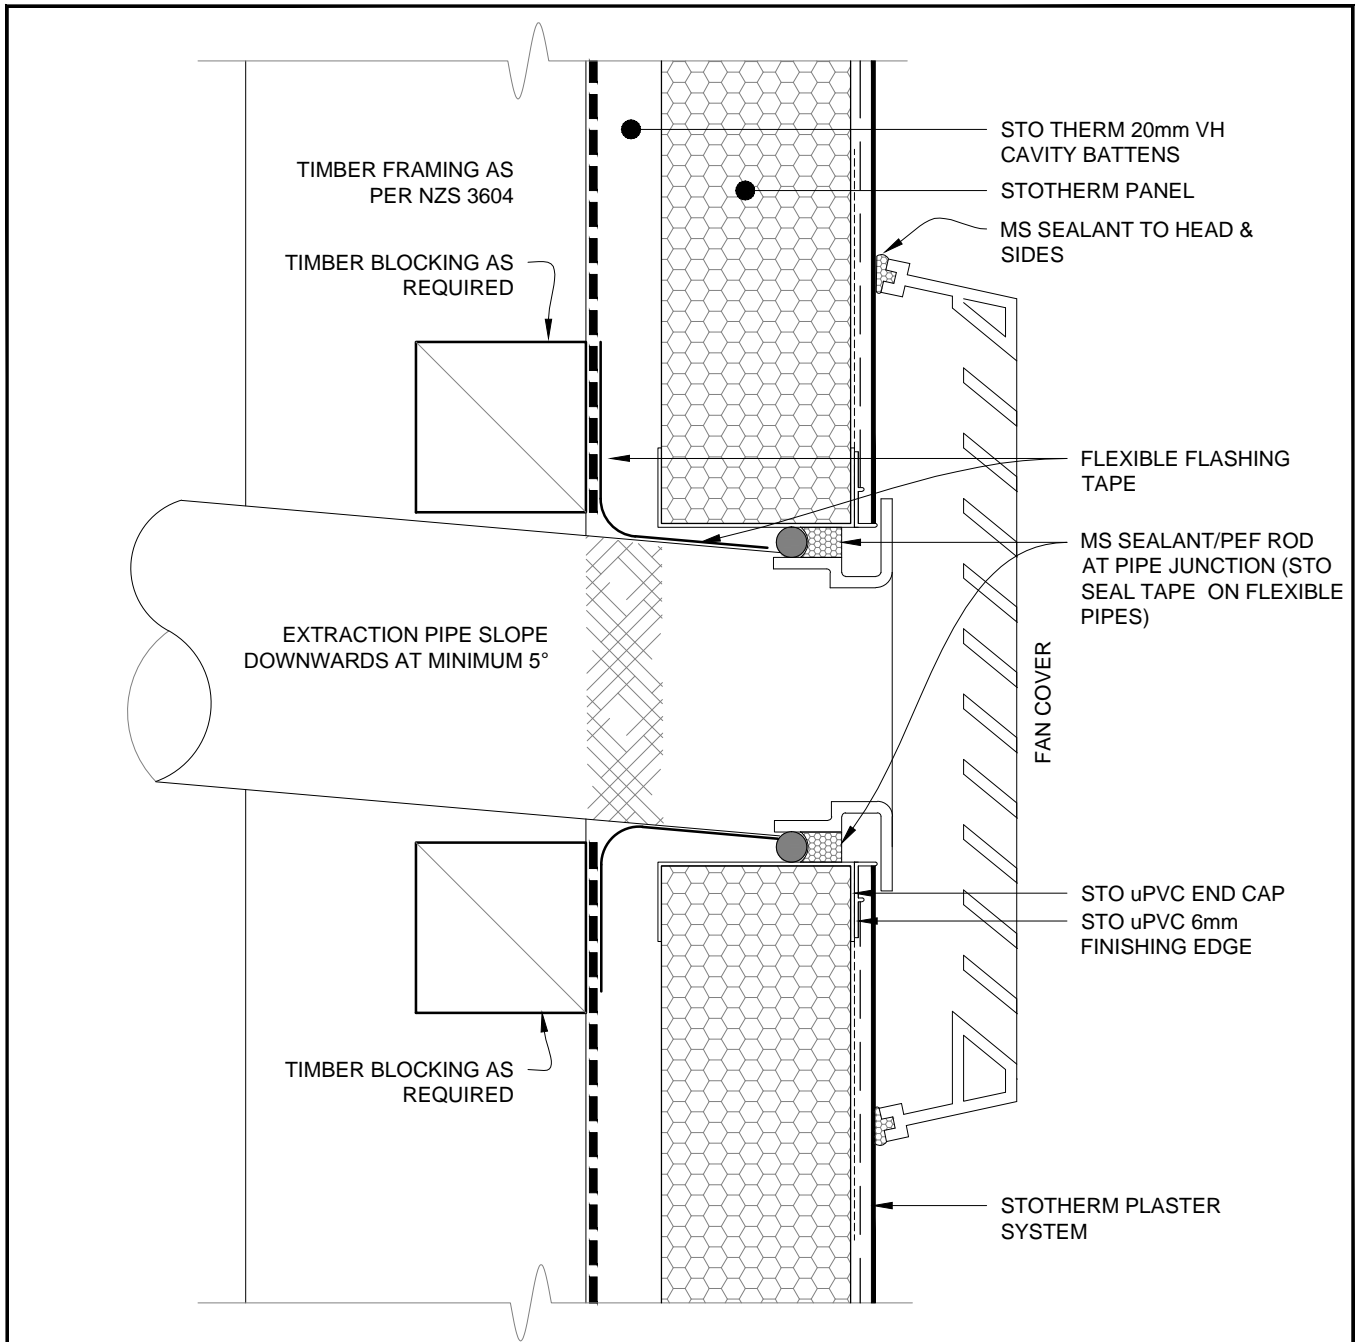 STO THERM 20mm VH
CAVITY BATTENS
TIMBER FRAMING AS
PER NZS 3604
STOTHERM PANEL
MS SEALANT TO HEAD &
SIDES
TIMBER BLOCKING AS
REQUIRED
FLEXIBLE FLASHING
TAPE
MS SEALANT/PEF ROD
AT PIPE JUNCTION (STO
SEAL TAPE ON FLEXIBLE
PIPES)
EXTRACTION PIPE SLOPE
DOWNWARDS AT MINIMUM 5°
FAN COVER
STO uPVC END CAP
STO uPVC 6mm
FINISHING EDGE
TIMBER BLOCKING AS
REQUIRED
STOTHERM PLASTER
SYSTEM